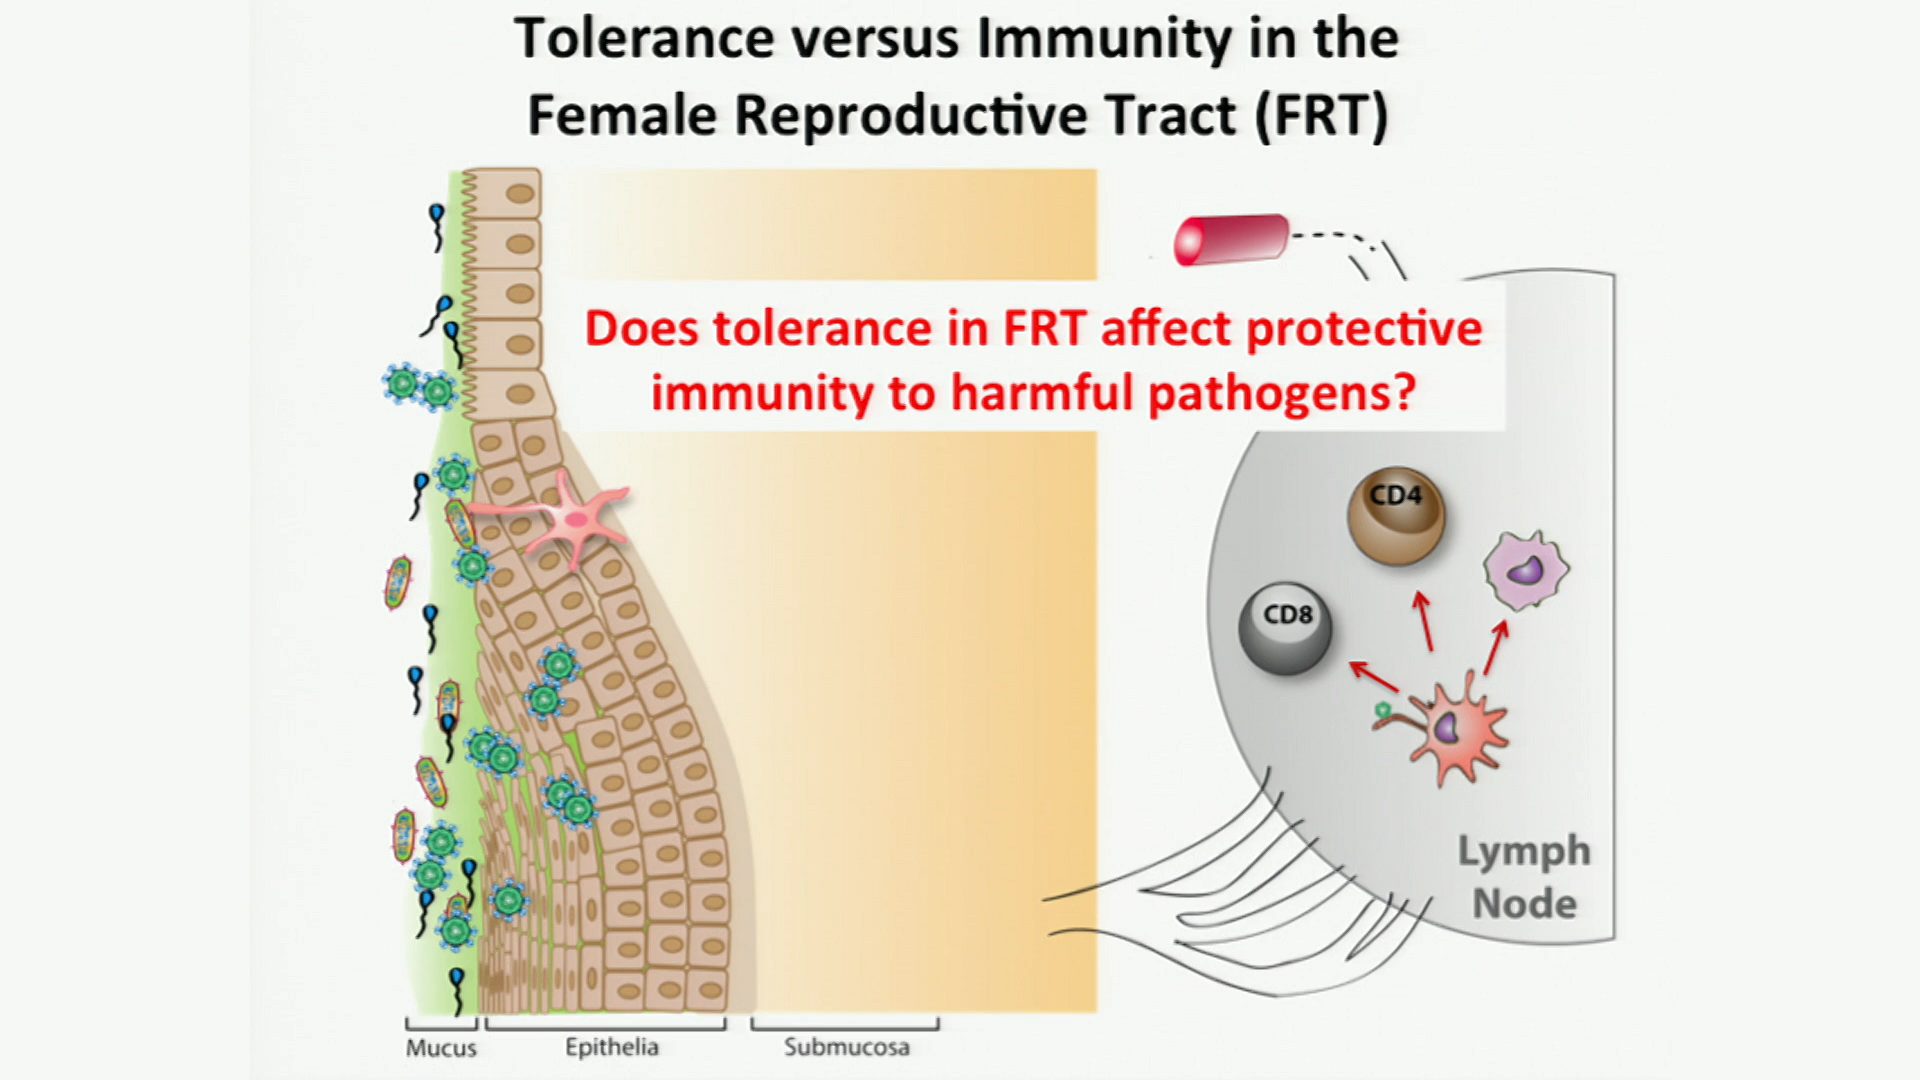 Tolerance versus Immunity in the
Female Reproductive Tract (FRT)
Does tolerance in FRT affect protective
immunity to harmful pathogens?
CD4
CD8
Lymph
Node
Mucus
Epithelia
Submucosa